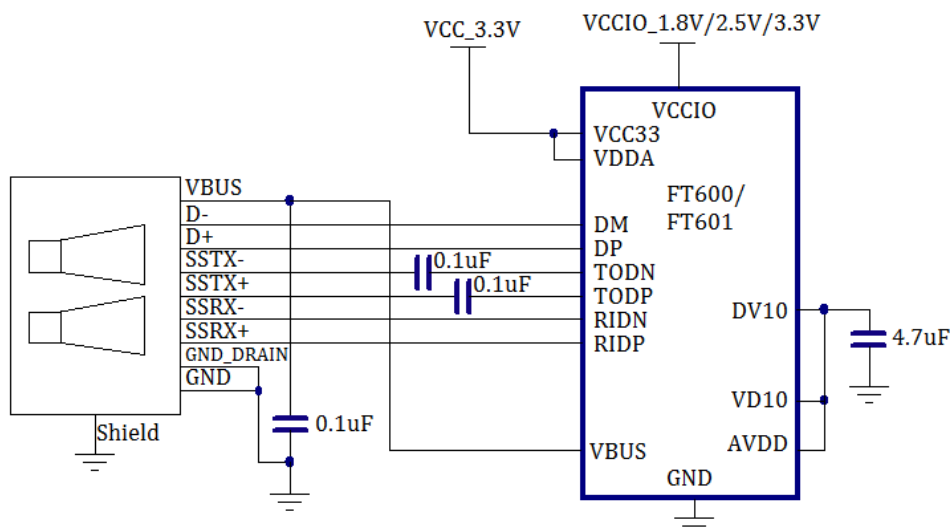 VCC_3.3V
VCCIO_1.8V/2.5V/3.3V
VCCIO
VCC33
VDDA
FT600/
FT601
VBUS
D-
D+
SSTX-
SSTX+
SSRX-
SSRX+
GND_DRAIN
GND
Shield
0.1uF
0.1uF
0.1uF
DM
DP
TODN
TODP
RIDN
RIDP
VBUS
DV10
VD10
AVDD
GND
4.7uF